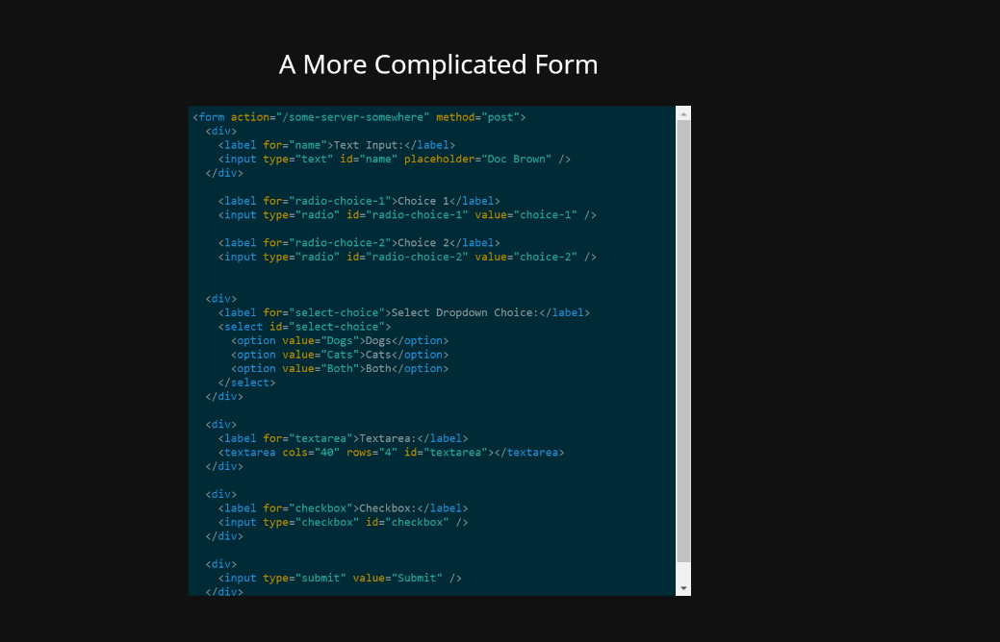 A More Complicated Form
<form action="/some-server-somewhere" method="post">
  <div>
    <label for="name">Text Input:</label>
    <input type="text" id="name" placeholder="Doc Brown" />
  </div>

    <label for="radio-choice-1">Choice 1</label>
    <input type="radio" id="radio-choice-1" value="choice-1" />

    <label for="radio-choice-2">Choice 2</label>
    <input type="radio" id="radio-choice-2" value="choice-2" />


  <div>
    <label for="select-choice">Select Dropdown Choice:</label>
    <select id="select-choice">
      <option value="Dogs">Dogs</option>
      <option value="Cats">Cats</option>
      <option value="Both">Both</option>
    </select>
  </div>

  <div>
    <label for="textarea">Textarea:</label>
    <textarea cols="40" rows="4" id="textarea"></textarea>
  </div>

  <div>
    <label for="checkbox">Checkbox:</label>
    <input type="checkbox" id="checkbox" />
  </div>

  <div>
    <input type="submit" value="Submit" />
  </div>